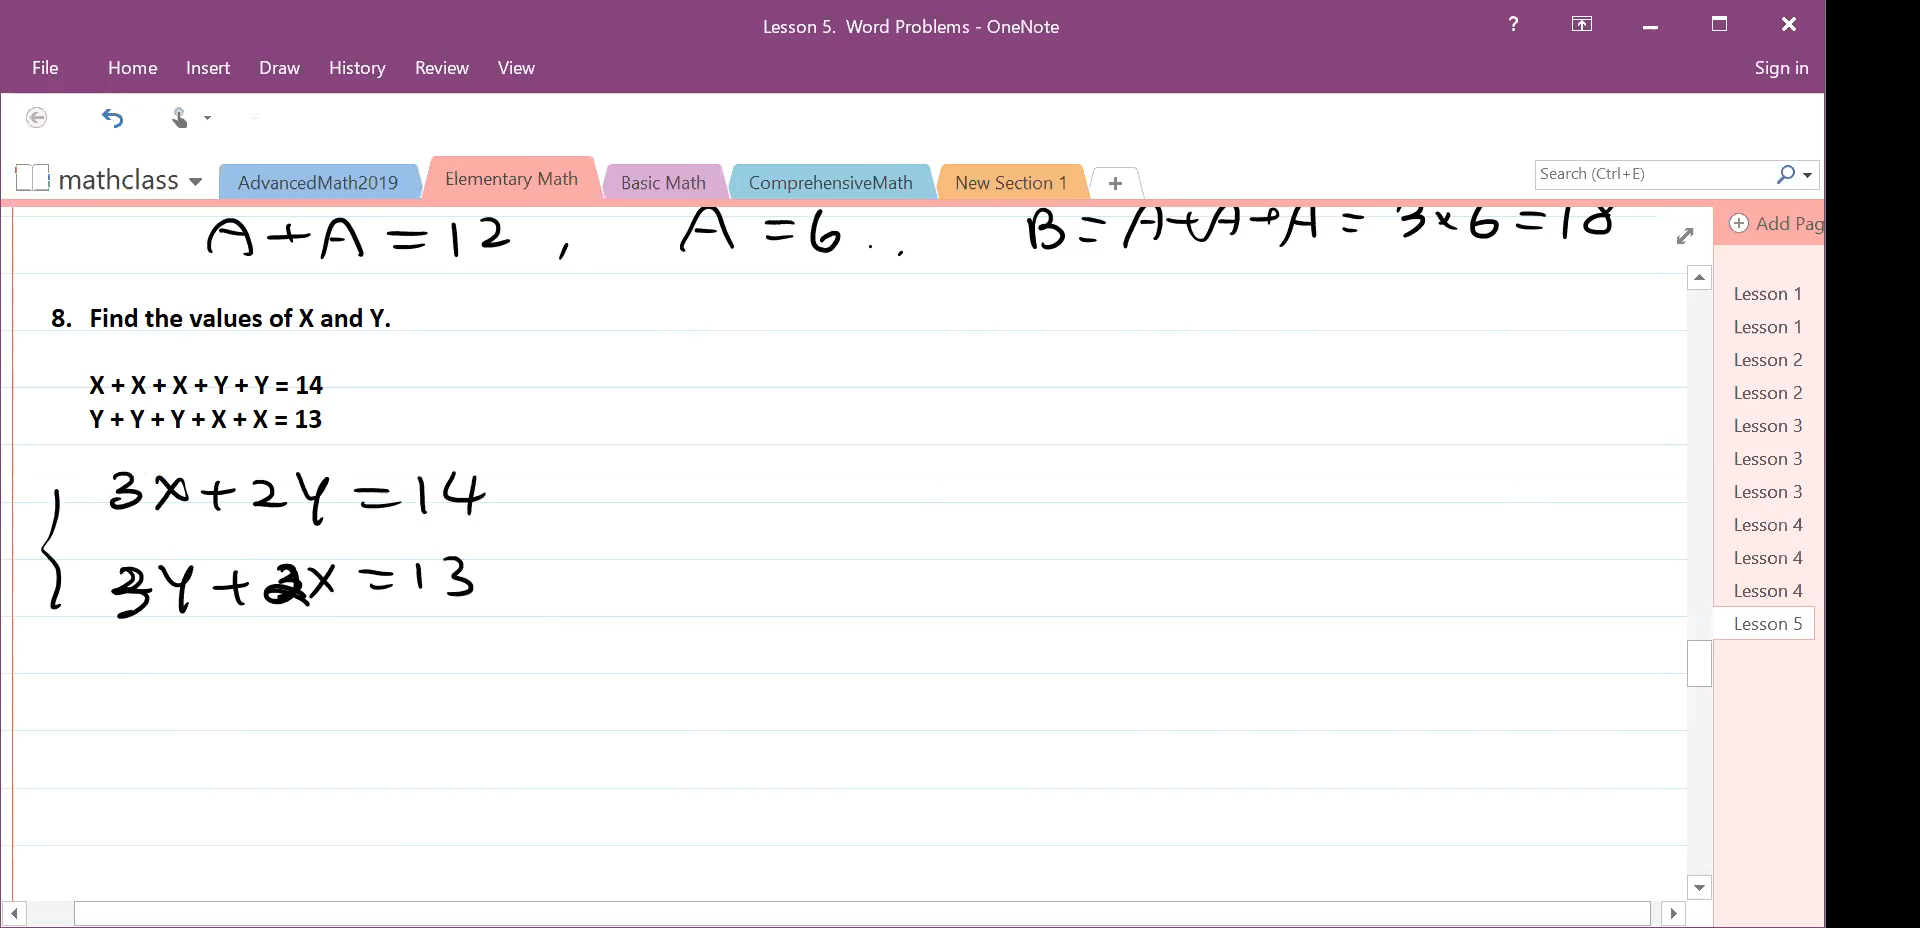 Lesson 5.  Word Problems - OneNote
?
File Home Insert Draw History Review View
Sign in
mathclass AdvancedMath2019 Elementary Math Basic Math ComprehensiveMath New Section 1 +
Search (Ctrl+E)
A+A=12, A=6.. B=A+A+A=3×6=18
Add Pag
8. Find the values of X and Y.
X + X + X + Y + Y = 14
Y + Y + Y + X + X = 13
3X+2Y=14
3Y+2X=13
Lesson 1
Lesson 1
Lesson 2
Lesson 2
Lesson 3
Lesson 3
Lesson 3
Lesson 4
Lesson 4
Lesson 4
Lesson 5